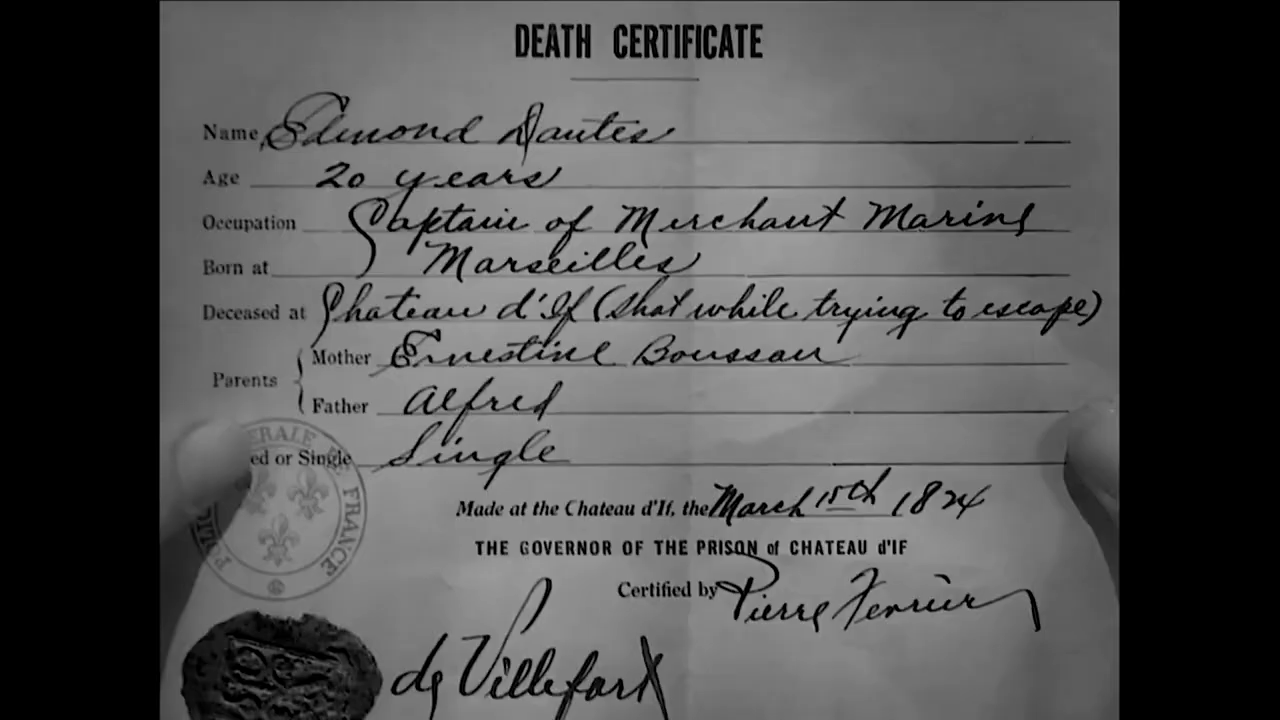 DEATH CERTIFICATE
Name Edmond Dantes
Age 20 years
Occupation Captain of Merchant Marine
Born at Marseilles
Deceased at Chateau d'If (shot while trying to escape)
Parents
Mother Ernestine Boussau
Father Alfred
ed or Single Single
Made at the Chateau d'If, the March 15th 1824
THE GOVERNOR OF THE PRISON of CHATEAU d'IF
Certified by Pierre Ferrier
de Villefort
FRANCE